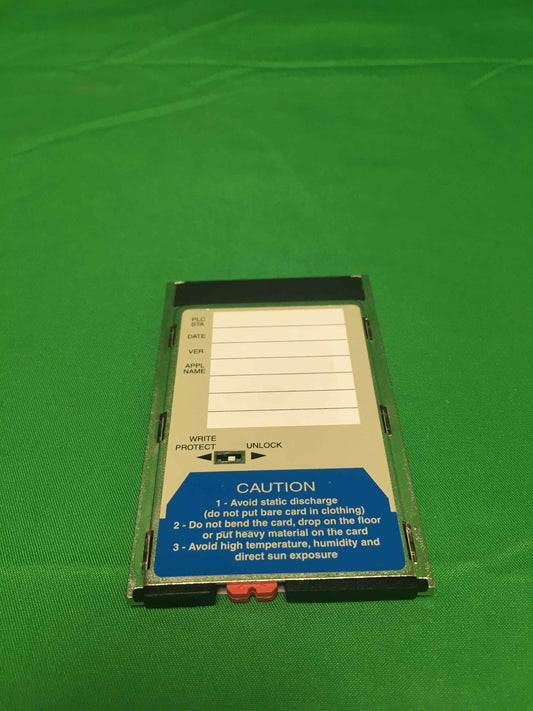 PLC
STA
DATE
VER
APPL
NAME
WRITE
PROTECT
UNLOCK
CAUTION
1 - Avoid static discharge
(do not put bare card in clothing)
2 - Do not bend the card, drop on the floor
or put heavy material on the card
3 - Avoid high temperature, humidity and
direct sun exposure